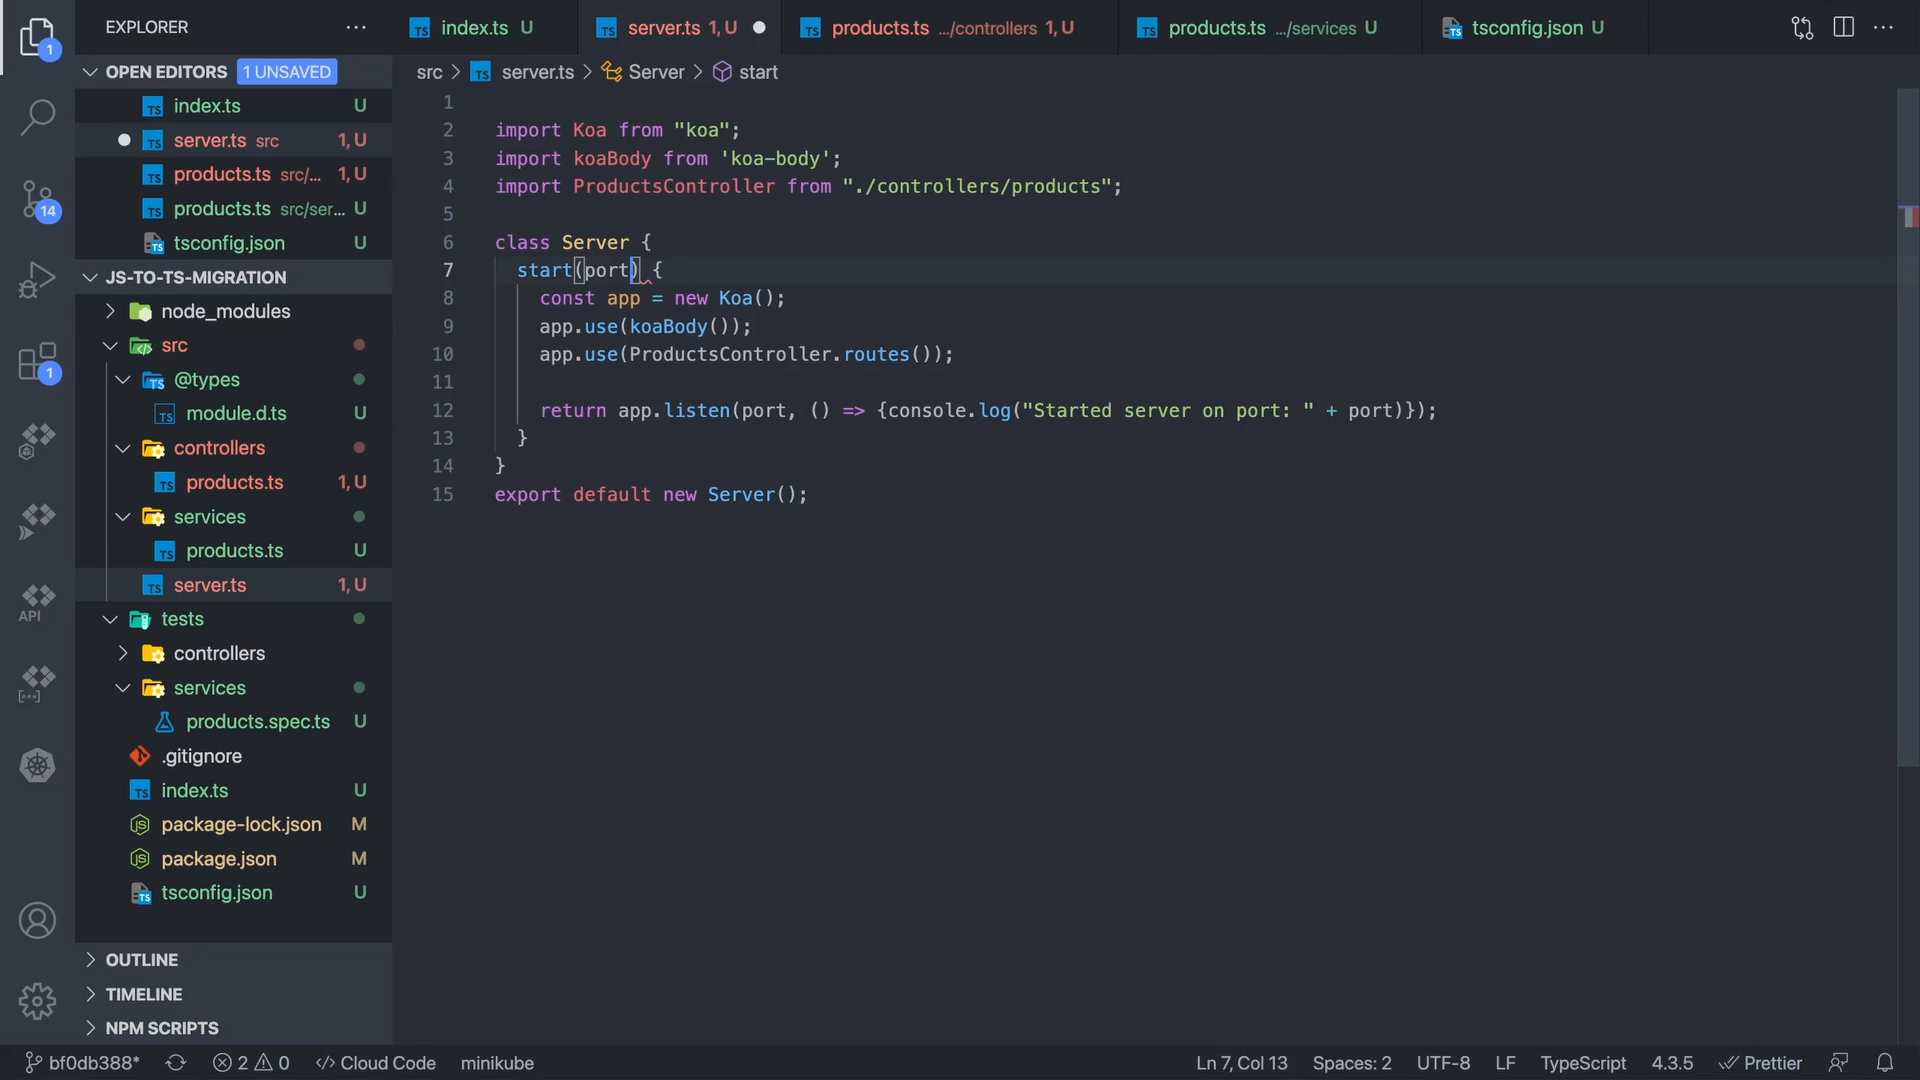 EXPLORER
index.ts U
server.ts 1, U
products.ts .../controllers 1, U
products.ts .../services U
tsconfig.json U
OPEN EDITORS 1 UNSAVED
index.ts U
server.ts src 1, U
products.ts src/... 1, U
products.ts src/ser... U
tsconfig.json U
JS-TO-TS-MIGRATION
node_modules
src
@types
module.d.ts U
controllers
products.ts 1, U
services
products.ts U
server.ts 1, U
tests
controllers
services
products.spec.ts U
.gitignore
index.ts U
package-lock.json M
package.json M
tsconfig.json U
OUTLINE
TIMELINE
NPM SCRIPTS
1
1
14
1
API
src > server.ts > Server > start
1
2 import Koa from "koa";
3 import koaBody from 'koa-body';
4 import ProductsController from "./controllers/products";
5
6 class Server {
7 start(port) {
8 const app = new Koa();
9 app.use(koaBody());
10 app.use(ProductsController.routes());
11
12 return app.listen(port, () => {console.log("Started server on port: " + port)});
13 }
14 }
15 export default new Server();
bf0db388* 2 0 Cloud Code minikube Ln 7, Col 13 Spaces: 2 UTF-8 LF TypeScript 4.3.5 Prettier